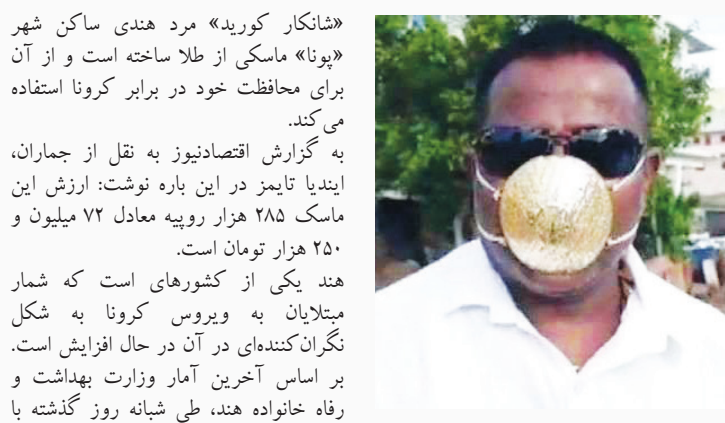 «شانکار کورید» مرد هندی ساکن شهر
«پونا» ماسکی از طلا ساخته است و از آن
برای محافظت خود در برابر کرونا استفاده
می‌کند.
به گزارش اقتصادنیوز به نقل از جماران،
ایندیا تایمز در این باره نوشت: ارزش این
ماسک ۲۸۵ هزار روپیه معادل ۷۲ میلیون و
۲۵۰ هزار تومان است.
هند یکی از کشورهای است که شمار
مبتلایان به ویروس کرونا به شکل
نگران‌کننده‌ای در آن در حال افزایش است.
بر اساس آخرین آمار وزارت بهداشت و
رفاه خانواده هند، طی شبانه روز گذشته با